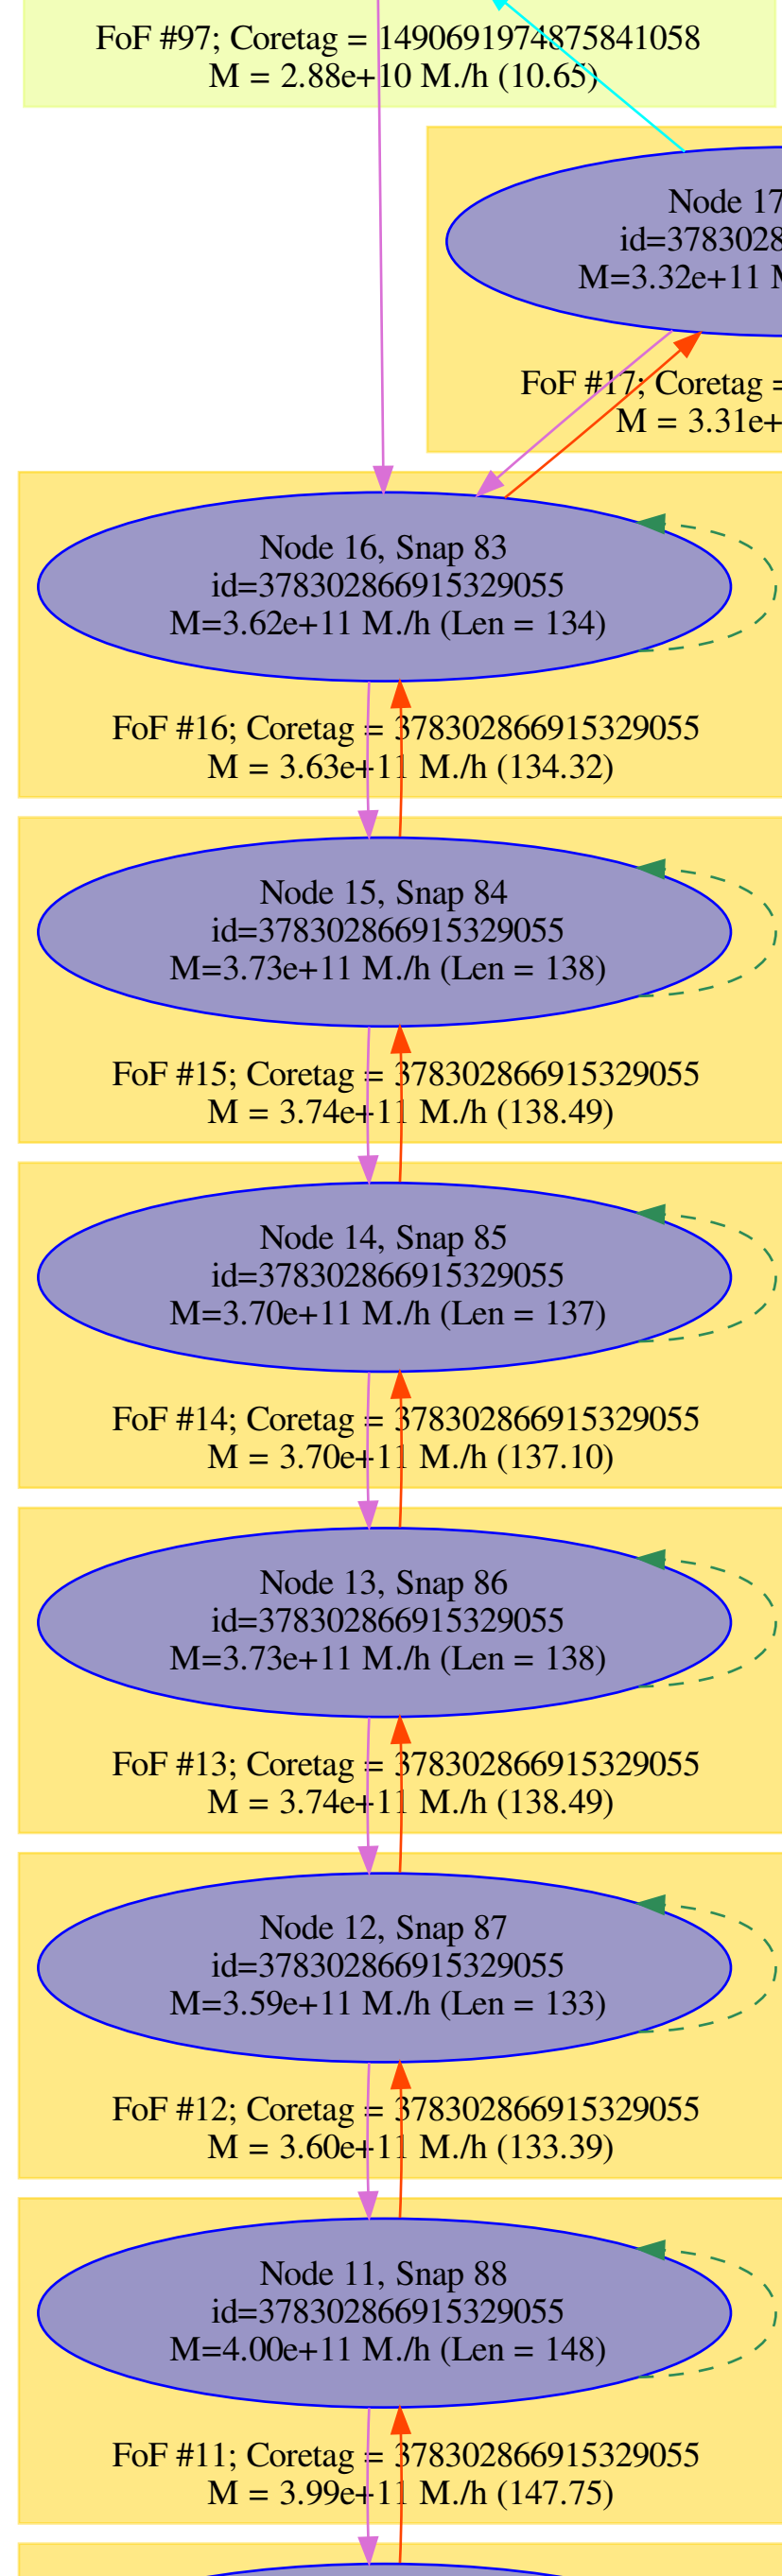 FoF #97; Coretag = 1490691974875841058
M = 2.88e+10 M./h (10.65)
Node 17
id=3783028
M=3.32e+11 M
FoF #17; Coretag =
M = 3.31e+
Node 16, Snap 83
id=378302866915329055
M=3.62e+11 M./h (Len = 134)
FoF #16; Coretag = 378302866915329055
M = 3.63e+11 M./h (134.32)
Node 15, Snap 84
id=378302866915329055
M=3.73e+11 M./h (Len = 138)
FoF #15; Coretag = 378302866915329055
M = 3.74e+11 M./h (138.49)
Node 14, Snap 85
id=378302866915329055
M=3.70e+11 M./h (Len = 137)
FoF #14; Coretag = 378302866915329055
M = 3.70e+11 M./h (137.10)
Node 13, Snap 86
id=378302866915329055
M=3.73e+11 M./h (Len = 138)
FoF #13; Coretag = 378302866915329055
M = 3.74e+11 M./h (138.49)
Node 12, Snap 87
id=378302866915329055
M=3.59e+11 M./h (Len = 133)
FoF #12; Coretag = 378302866915329055
M = 3.60e+11 M./h (133.39)
Node 11, Snap 88
id=378302866915329055
M=4.00e+11 M./h (Len = 148)
FoF #11; Coretag = 378302866915329055
M = 3.99e+11 M./h (147.75)